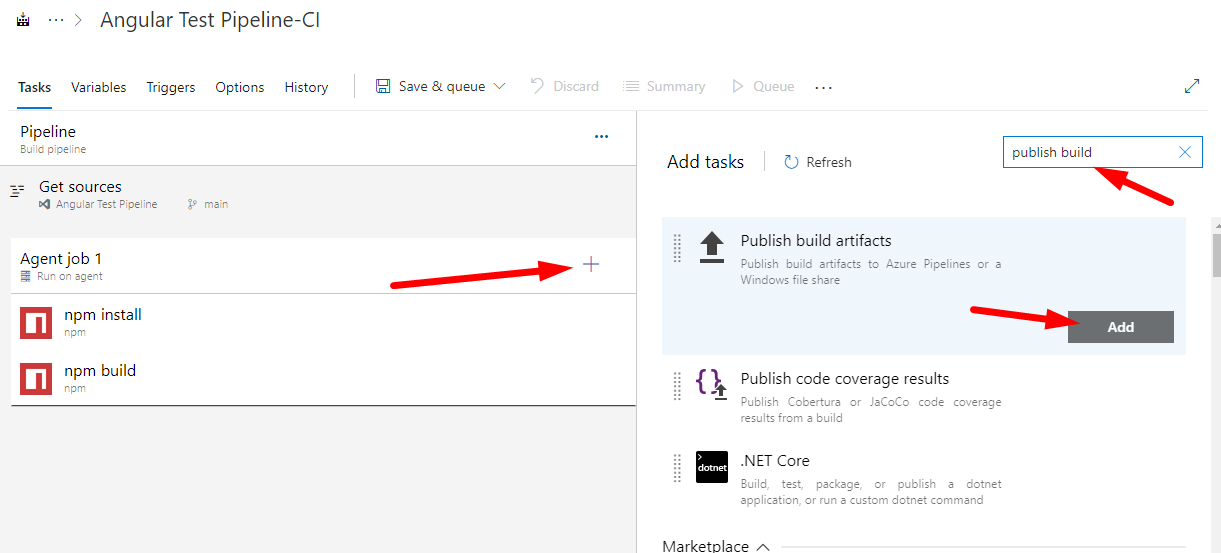 ... > Angular Test Pipeline-CI
Tasks Variables Triggers Options History Save & queue Discard Summary Queue ...
Pipeline
Build pipeline
...
Get sources
Angular Test Pipeline main
Agent job 1
Run on agent
npm install
npm
npm build
npm
Add tasks Refresh publish build
Publish build artifacts
Publish build artifacts to Azure Pipelines or a
Windows file share
Add
Publish code coverage results
Publish Cobertura or JaCoCo code coverage
results from a build
>
dotnet
.NET Core
Build, test, package, or publish a dotnet
application, or run a custom dotnet command
Marketplace